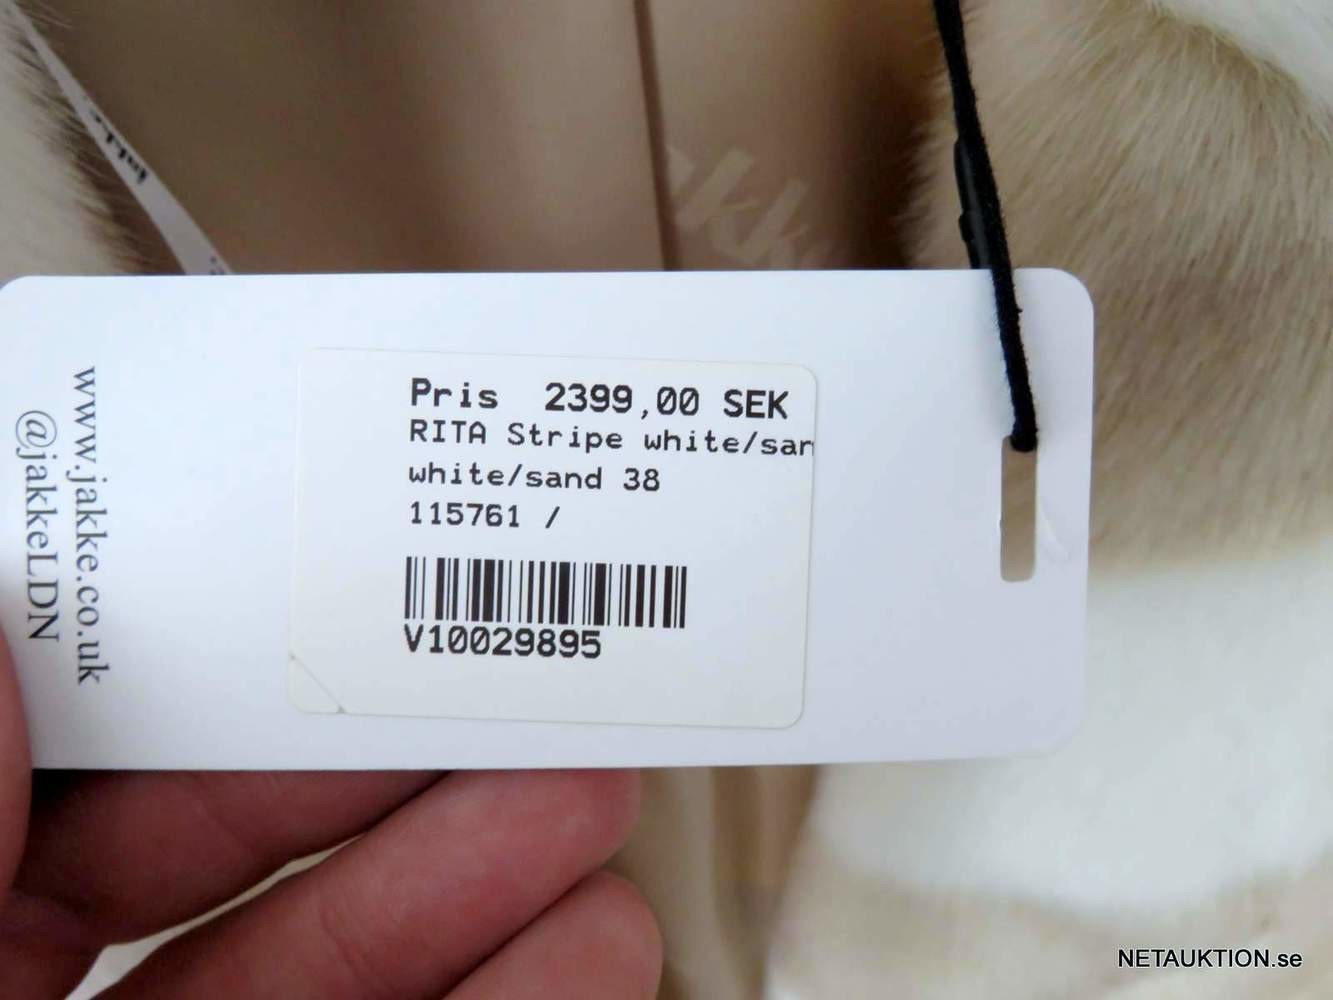 Pris 2399,00 SEK
RITA Stripe white/san
white/sand 38
115761 /
V10029895
www.jakke.co.uk
@jakkeLDN
NETAUKTION.se